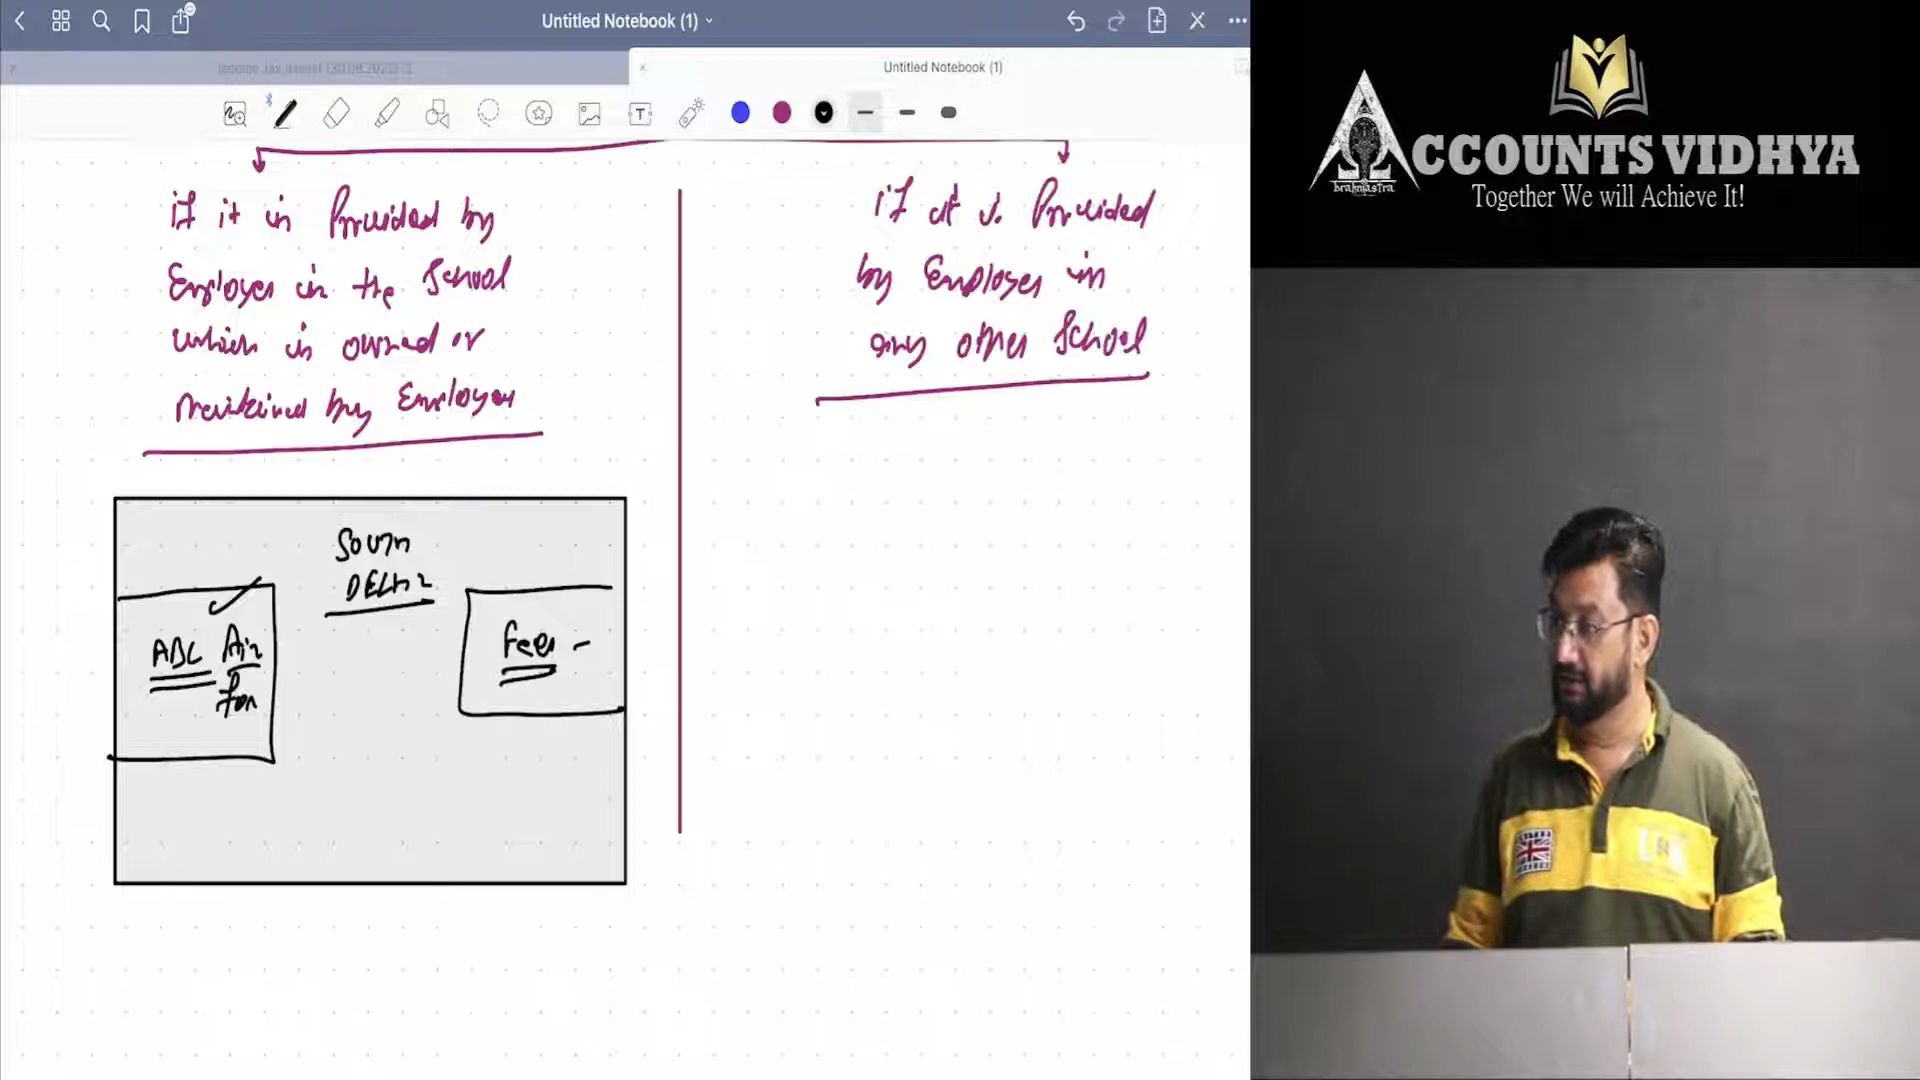 Untitled Notebook (1)
Untitled Notebook (1)
T
if it is Provided by
Employer in the School
which is owned or
maintained by Employer
if it is Provided
by Employer in
any other School
SOUTH
DELHI
ABC Air
for
Fees -
ACCOUNTS VIDHYA
brahmastra
Together We will Achieve It!